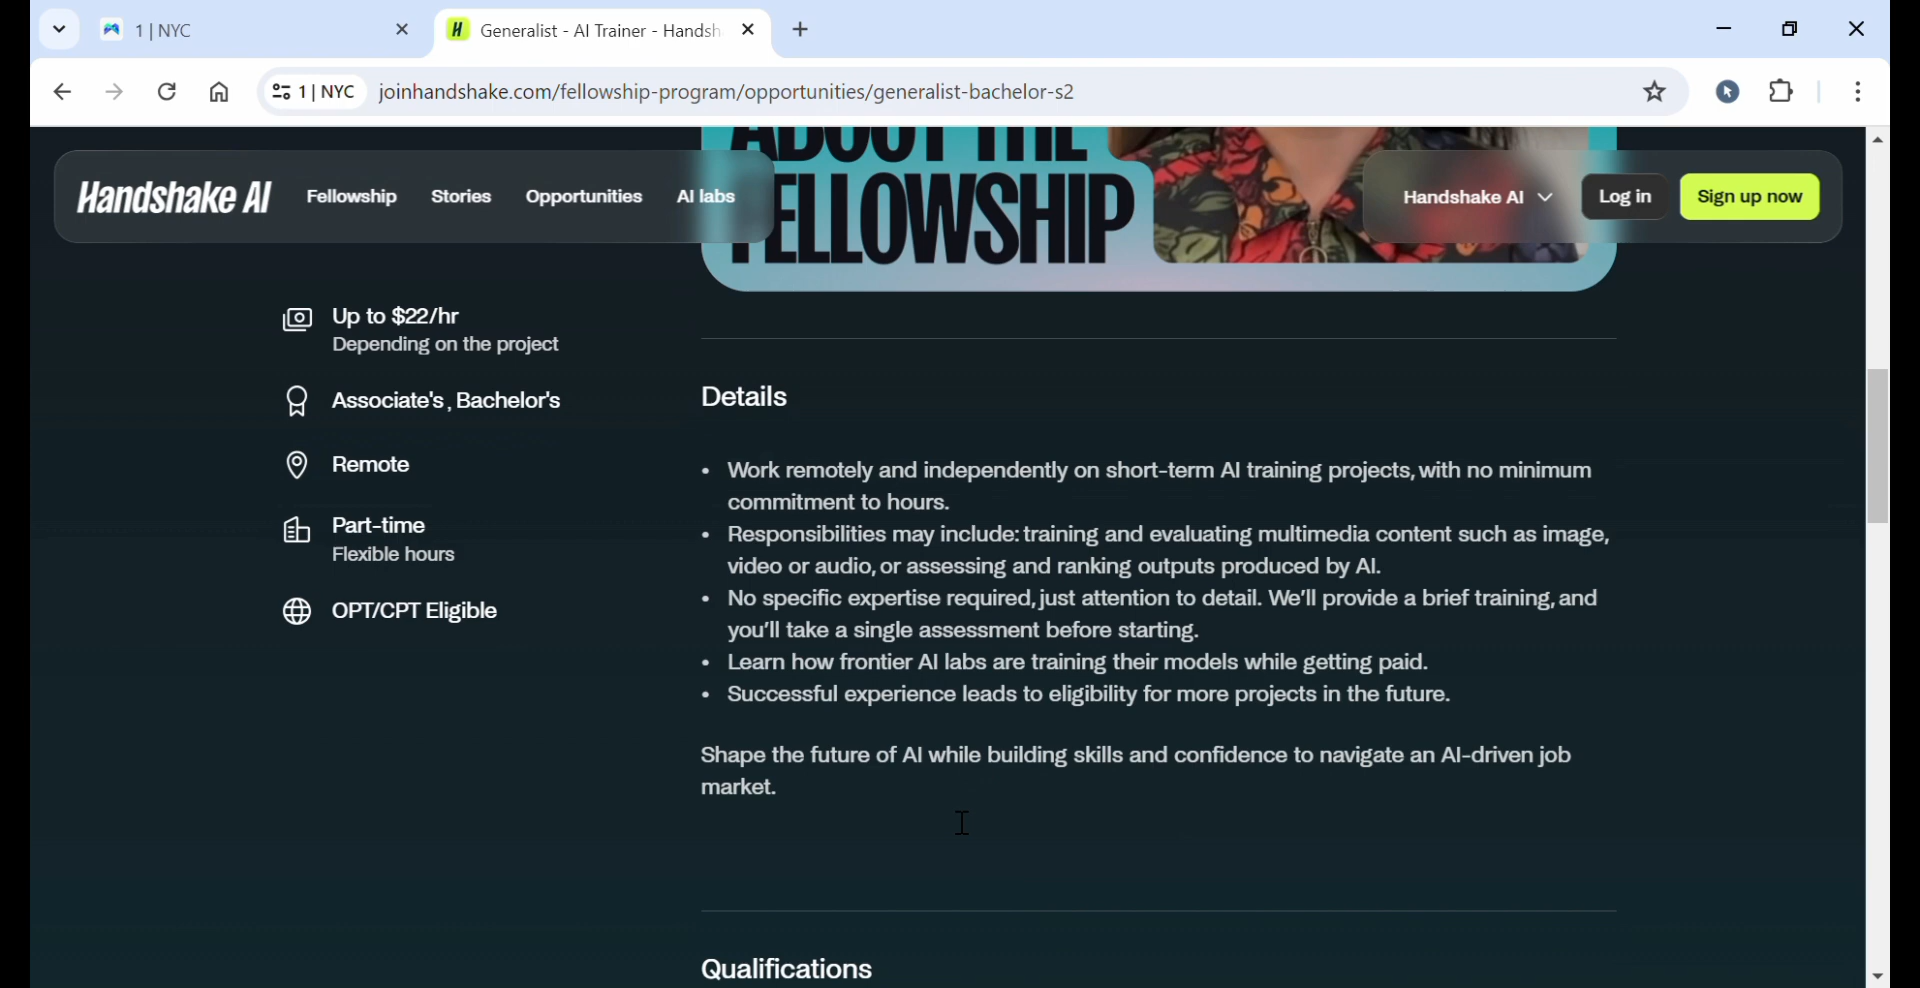 1 | NYC
Generalist - AI Trainer - Handsh
1 | NYC
joinhandshake.com/fellowship-program/opportunities/generalist-bachelor-s2
ABOUT THE
FELLOWSHIP
Handshake AI
Fellowship
Stories
Opportunities
AI labs
Handshake AI
Log in
Sign up now
Up to $22/hr
Depending on the project
Associate's , Bachelor's
Remote
Part-time
Flexible hours
OPT/CPT Eligible
Details
• Work remotely and independently on short-term AI training projects, with no minimum
commitment to hours.
• Responsibilities may include: training and evaluating multimedia content such as image,
video or audio, or assessing and ranking outputs produced by AI.
• No specific expertise required, just attention to detail. We’ll provide a brief training, and
you’ll take a single assessment before starting.
• Learn how frontier AI labs are training their models while getting paid.
• Successful experience leads to eligibility for more projects in the future.
Shape the future of AI while building skills and confidence to navigate an AI-driven job
market.
Qualifications